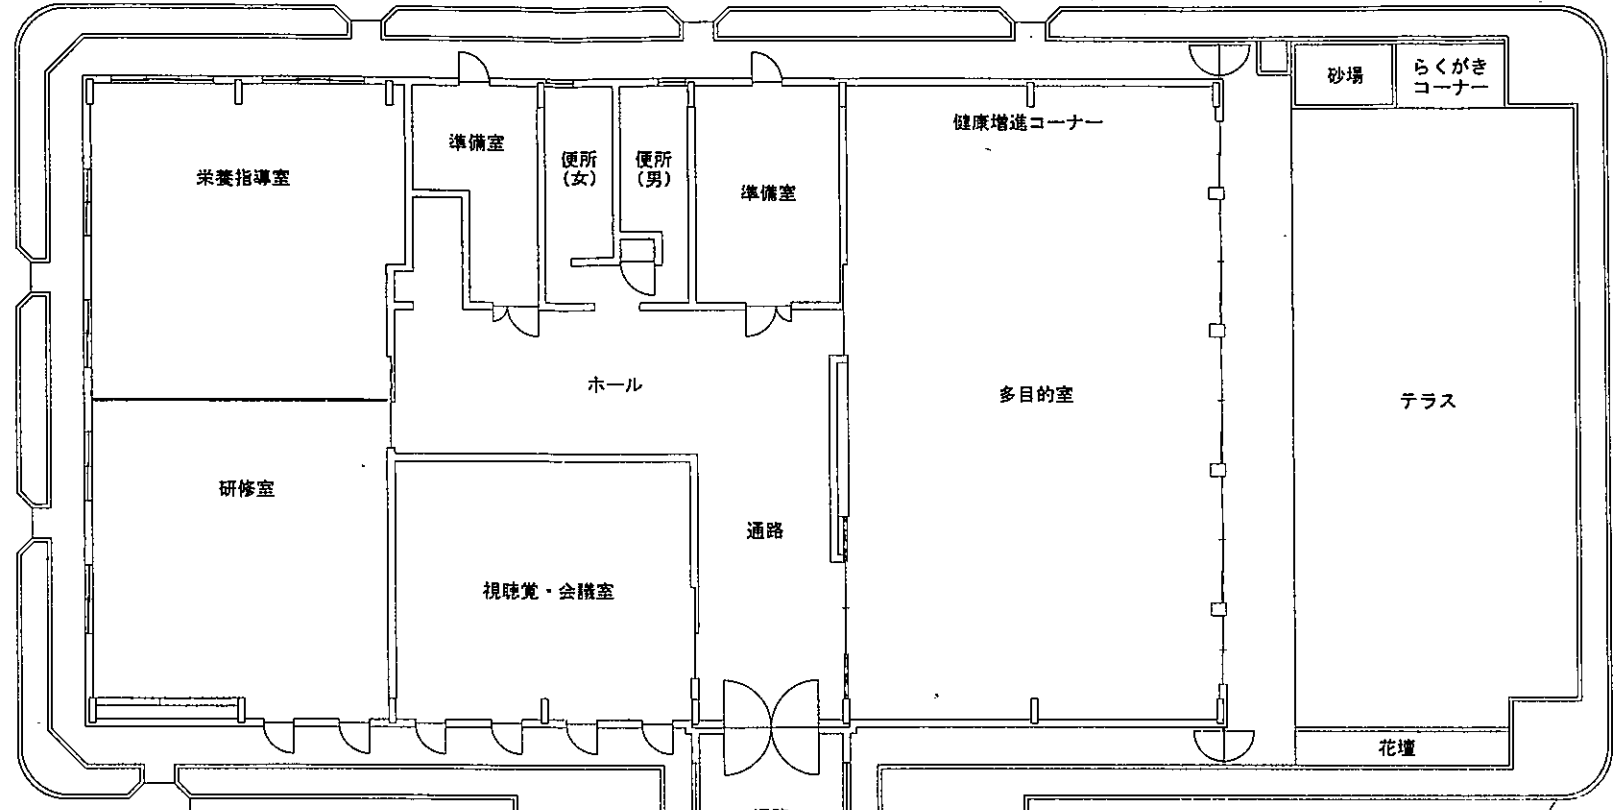 砂場
らくがき
コーナー
健康増進コーナー
準備室
便所
(女)
便所
(男)
栄養指導室
準備室
ホール
多目的室
テラス
研修室
通路
視聴覚・会議室
花壇